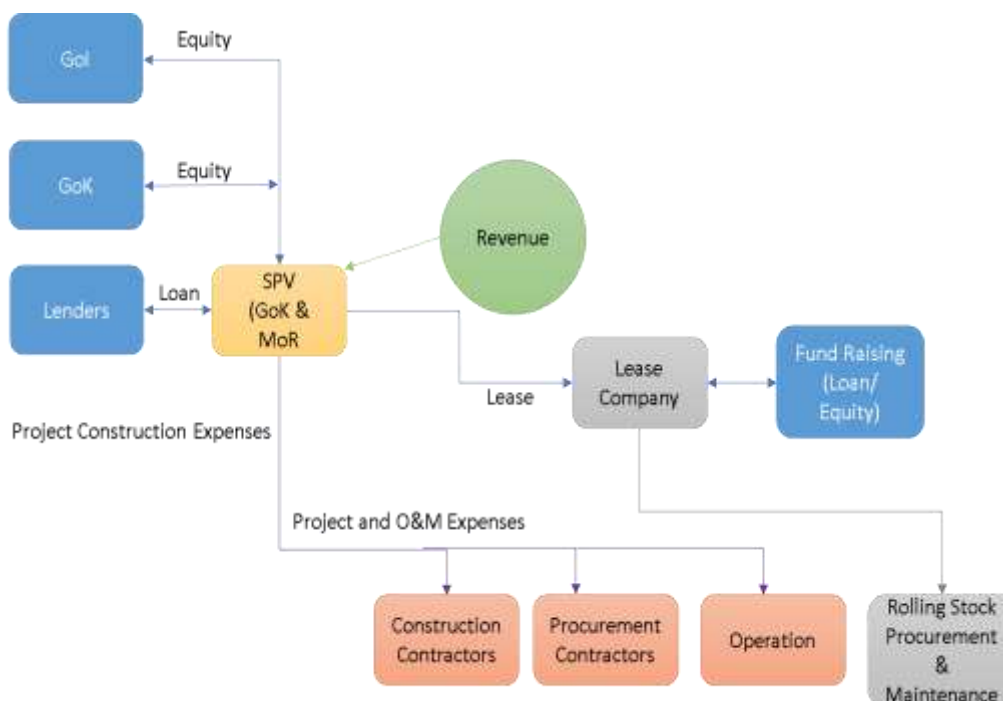 GoI
Equity
GoK
Equity
Revenue
Lenders
Loan
SPV
(GoK &
MoR
Lease
Company
Fund Raising
(Loan/
Equity)
Lease
Project Construction Expenses
Project and O&M Expenses
Construction
Contractors
Procurement
Contractors
Operation
Rolling Stock
Procurement
&
Maintenance